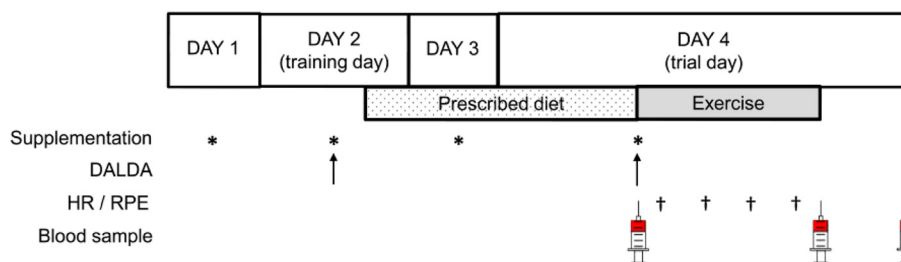 DAY 1
DAY 2
(training day)
DAY 3
DAY 4
(trial day)
Prescribed diet
Exercise
Supplementation * * * *
DALDA
HR / RPE † † † †
Blood sample